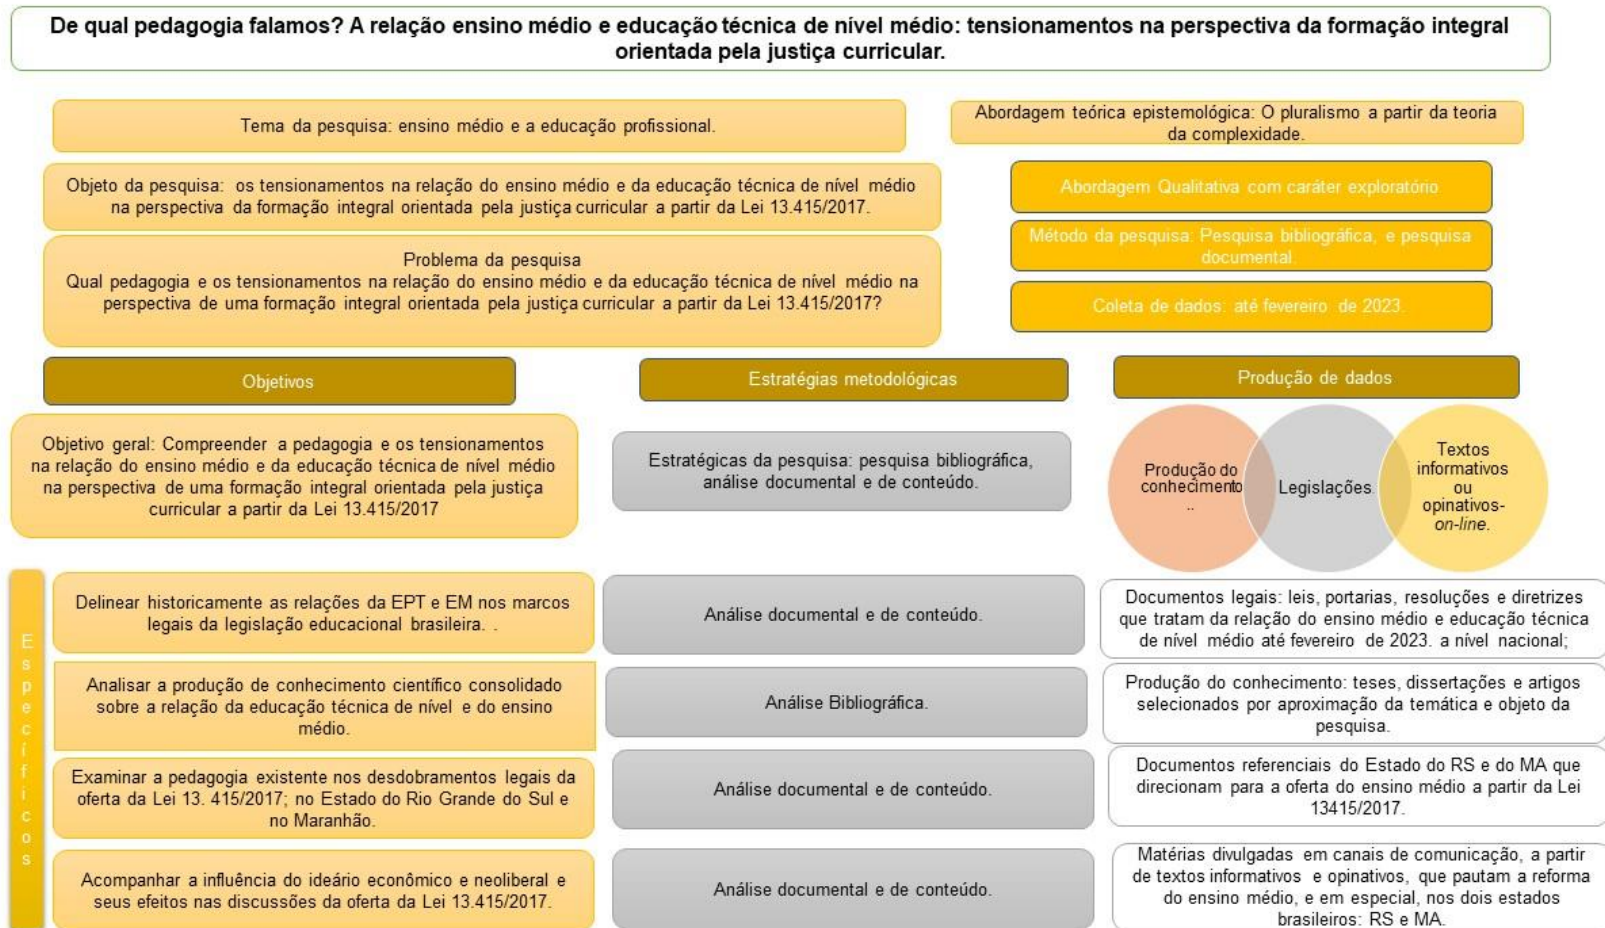 De qual pedagogia falamos? A relação ensino médio e educação técnica de nível médio: tensionamentos na perspectiva da formação integral
orientada pela justiça curricular.
Tema da pesquisa: ensino médio e a educação profissional.
Abordagem teórica epistemológica: O pluralismo a partir da teoria
da complexidade.
Objeto da pesquisa: os tensionamentos na relação do ensino médio e da educação técnica de nível médio
na perspectiva da formação integral orientada pela justiça curricular a partir da Lei 13.415/2017.
Abordagem Qualitativa com caráter exploratório
Método da pesquisa: Pesquisa bibliográfica, e pesquisa
documental.
Problema da pesquisa
Qual pedagogia e os tensionamentos na relação do ensino médio e da educação técnica de nível médio na
perspectiva de uma formação integral orientada pela justiça curricular a partir da Lei 13.415/2017?
Coleta de dados: até fevereiro de 2023.
Objetivos
Estratégias metodológicas
Produção de dados
Objetivo geral: Compreender a pedagogia e os tensionamentos
na relação do ensino médio e da educação técnica de nível médio
na perspectiva de uma formação integral orientada pela justiça
curricular a partir da Lei 13.415/2017
Estratégicas da pesquisa: pesquisa bibliográfica,
análise documental e de conteúdo.
Produção do
conhecimento
..
Legislações.
Textos
informativos
ou
opinativos-
on-line.
Específicos
Delinear historicamente as relações da EPT e EM nos marcos
legais da legislação educacional brasileira. .
Análise documental e de conteúdo.
Documentos legais: leis, portarias, resoluções e diretrizes
que tratam da relação do ensino médio e educação técnica
de nível médio até fevereiro de 2023. a nível nacional;
Analisar a produção de conhecimento científico consolidado
sobre a relação da educação técnica de nível e do ensino
médio.
Análise Bibliográfica.
Produção do conhecimento: teses, dissertações e artigos
selecionados por aproximação da temática e objeto da
pesquisa.
Examinar a pedagogia existente nos desdobramentos legais da
oferta da Lei 13. 415/2017; no Estado do Rio Grande do Sul e
no Maranhão.
Análise documental e de conteúdo.
Documentos referenciais do Estado do RS e do MA que
direcionam para a oferta do ensino médio a partir da Lei
13415/2017.
Acompanhar a influência do ideário econômico e neoliberal e
seus efeitos nas discussões da oferta da Lei 13.415/2017.
Análise documental e de conteúdo.
Matérias divulgadas em canais de comunicação, a partir
de textos informativos e opinativos, que pautam a reforma
do ensino médio, e em especial, nos dois estados
brasileiros: RS e MA.